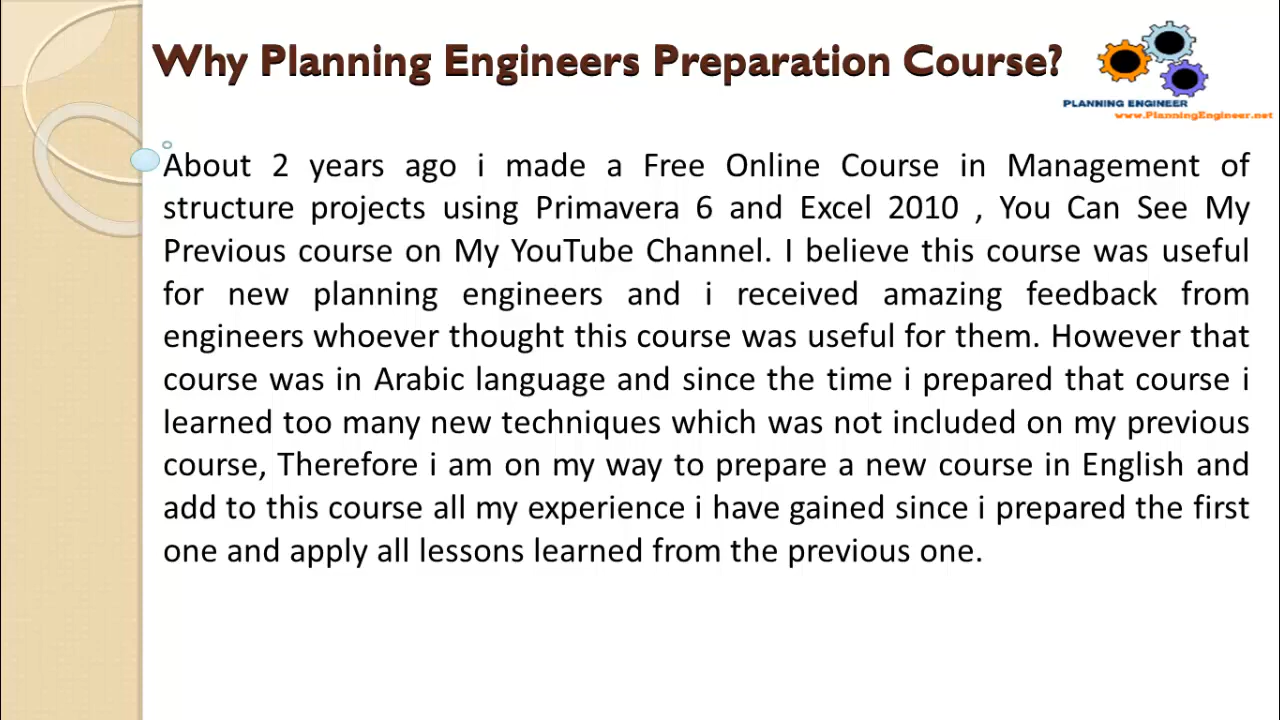 Why Planning Engineers Preparation Course?
PLANNING ENGINEER
www.PlanningEngineer.net
About 2 years ago i made a Free Online Course in Management of
structure projects using Primavera 6 and Excel 2010 , You Can See My
Previous course on My YouTube Channel. I believe this course was useful
for new planning engineers and i received amazing feedback from
engineers whoever thought this course was useful for them. However that
course was in Arabic language and since the time i prepared that course i
learned too many new techniques which was not included on my previous
course, Therefore i am on my way to prepare a new course in English and
add to this course all my experience i have gained since i prepared the first
one and apply all lessons learned from the previous one.